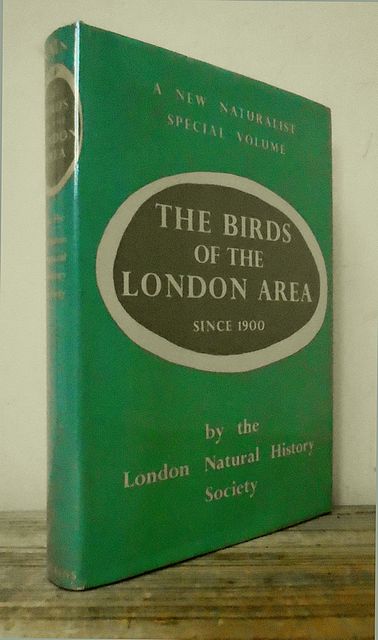 A NEW NATURALIST
SPECIAL VOLUME
THE BIRDS
OF THE
LONDON AREA
SINCE 1900
by the
London Natural History
Society